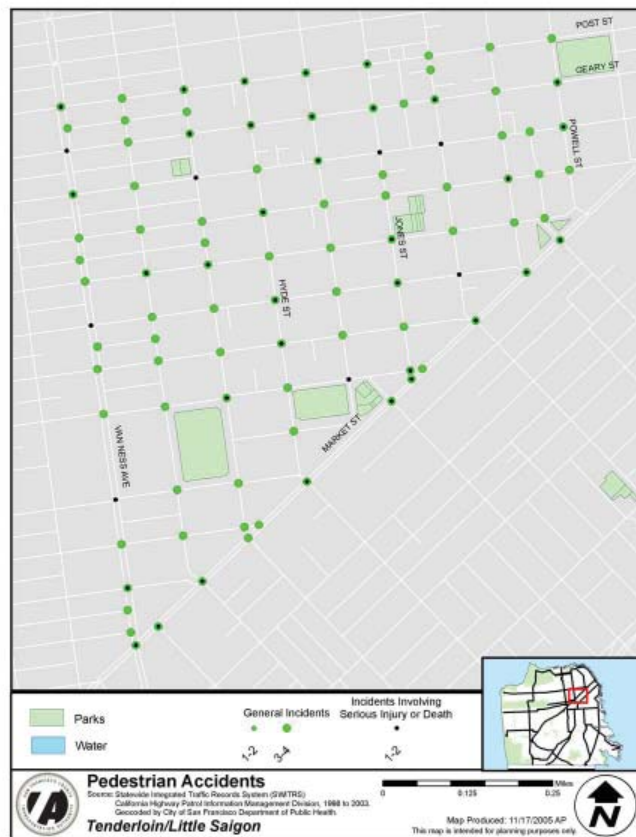 POST ST
GEARY ST
POWELL ST
JONES ST
HYDE ST
MARKET ST
VAN NESS AVE
Parks
Water
General Incidents
1-2
3-4
Incidents Involving
Serious Injury or Death
1-2
Pedestrian Accidents
Source: Statewide Integrated Traffic Records System (SWITRS)
California Highway Patrol Information Management Division, 1998 to 2003.
Geocoded by City of San Francisco Department of Public Health.
Tenderloin/Little Saigon
0
0.125
0.25
Miles
Map Produced: 11/17/2005 AP
This map is intended for planning purposes only.
N